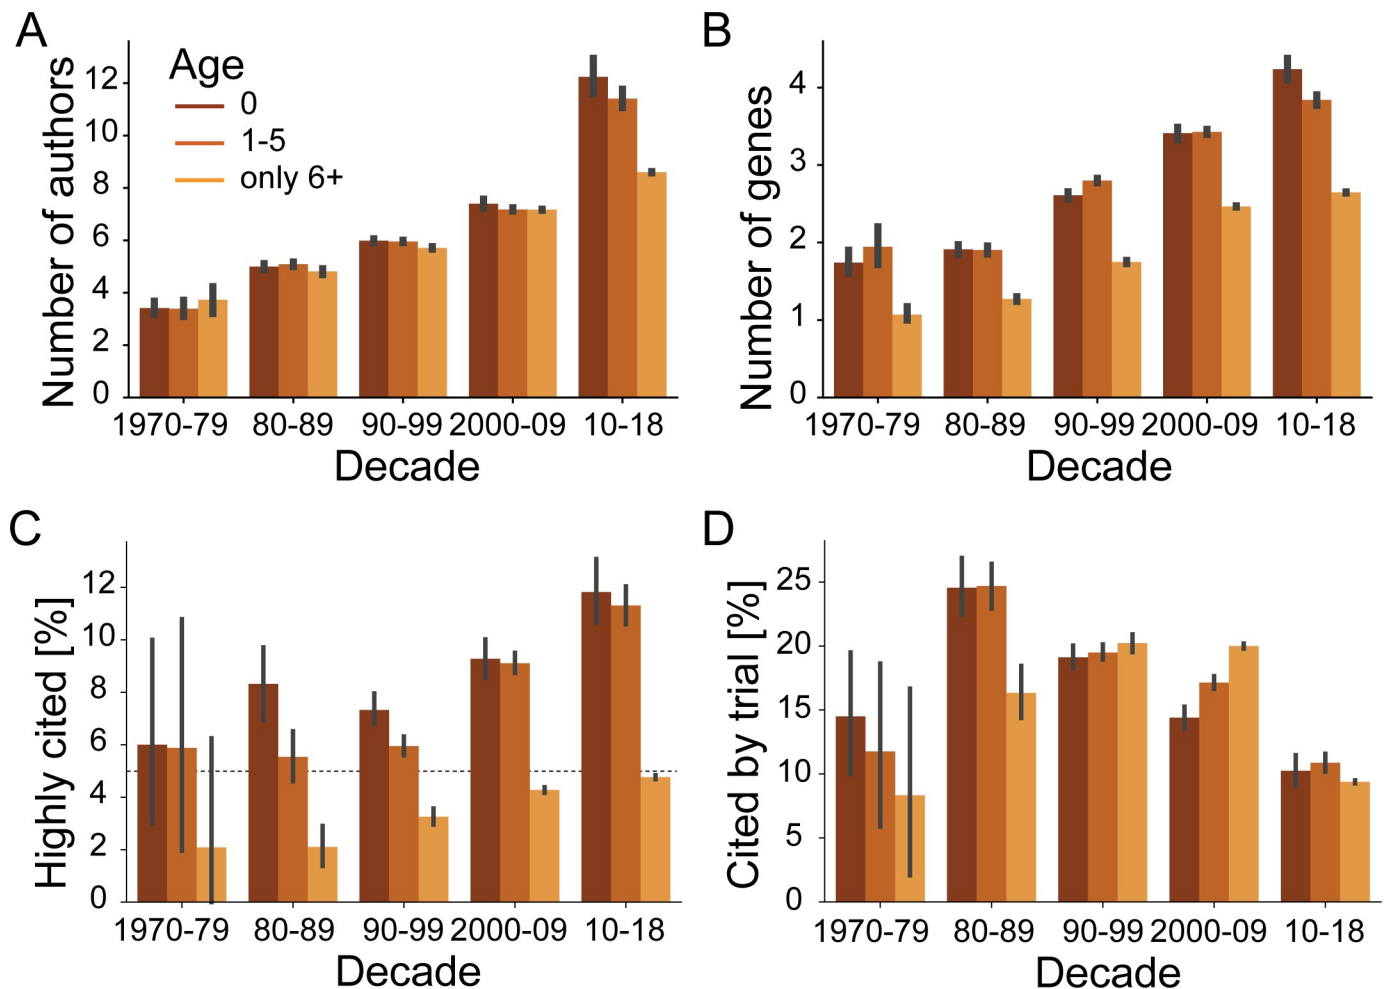 A
Number of authors
12
10
8
6
4
2
0
Age
0
1-5
only 6+
1970-79 80-89 90-99 2000-09 10-18
Decade
B
Number of genes
4
3
2
1
0
1970-79 80-89 90-99 2000-09 10-18
Decade
C
Highly cited [%]
12
10
8
6
4
2
0
1970-79 80-89 90-99 2000-09 10-18
Decade
D
Cited by trial [%]
25
20
15
10
5
0
1970-79 80-89 90-99 2000-09 10-18
Decade